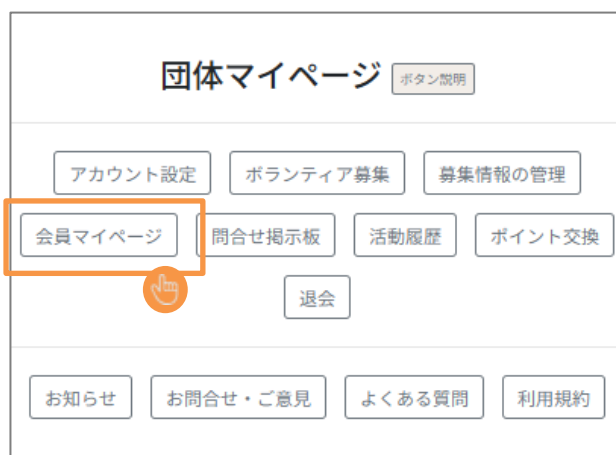 団体マイページ ボタン説明
アカウント設定 ボランティア募集 募集情報の管理
会員マイページ 問合せ掲示板 活動履歴 ポイント交換
退会
お知らせ お問合せ・ご意見 よくある質問 利用規約